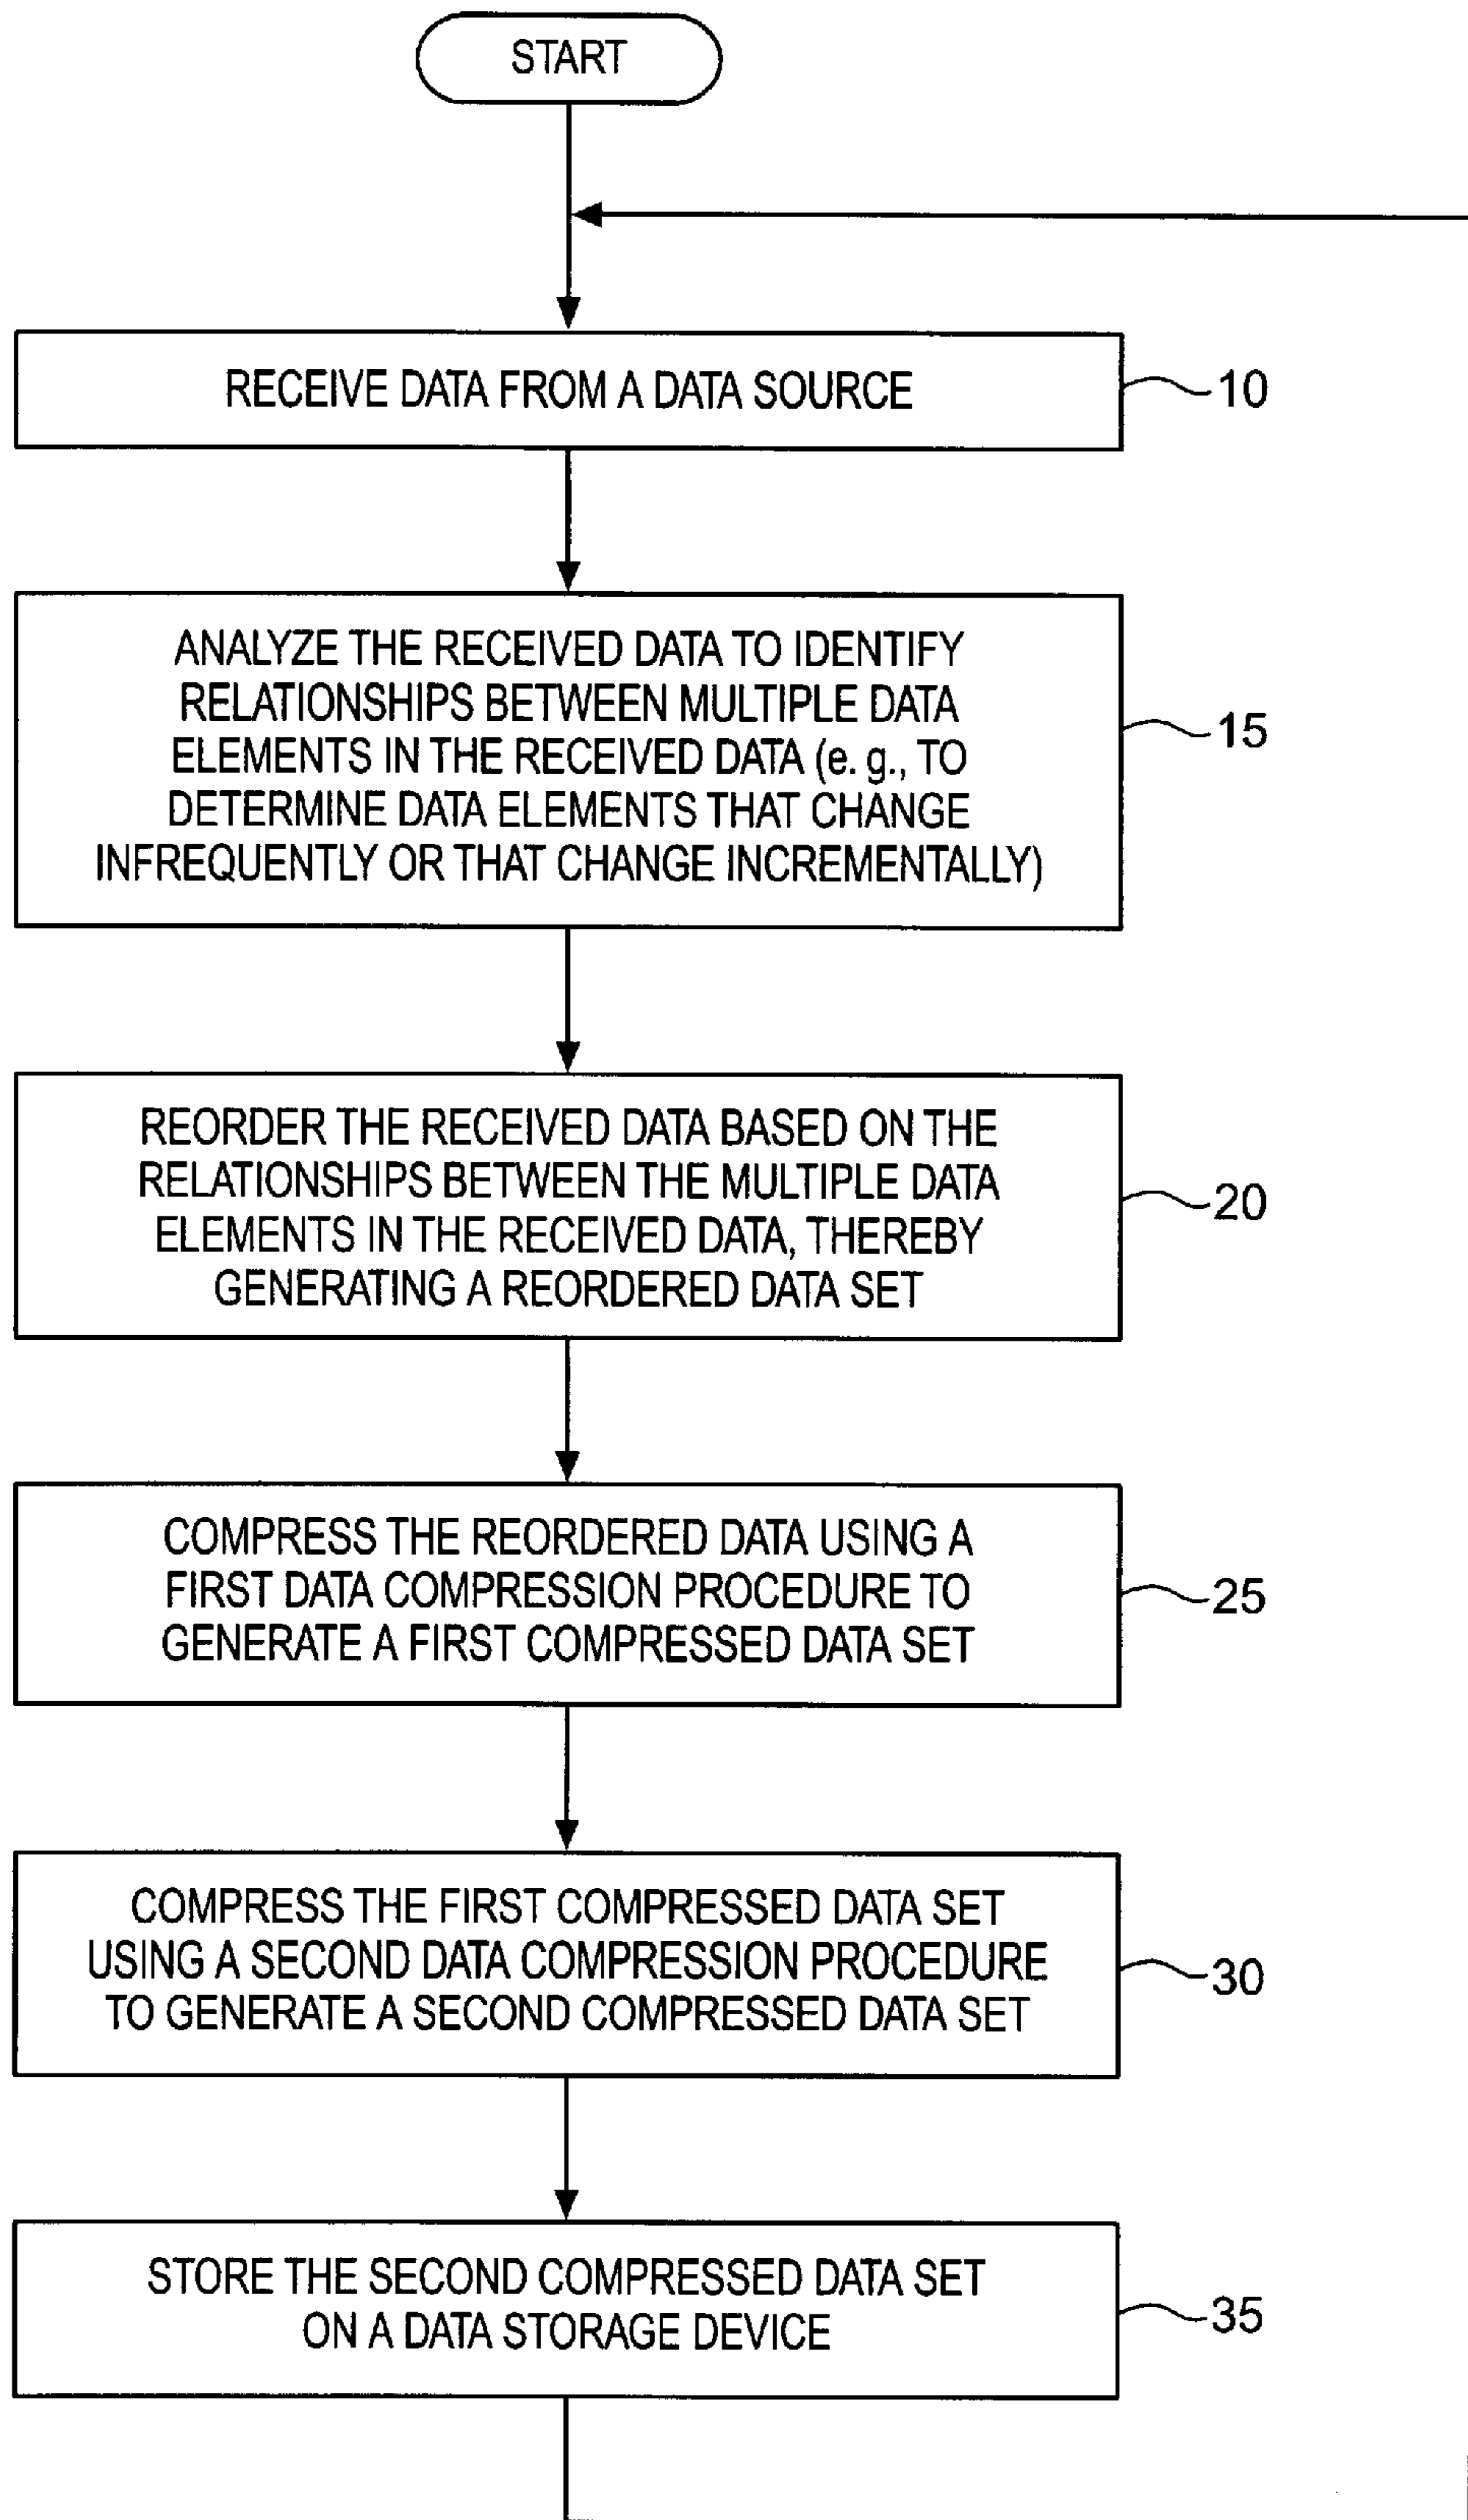 START
RECEIVE DATA FROM A DATA SOURCE
10
ANALYZE THE RECEIVED DATA TO IDENTIFY
RELATIONSHIPS BETWEEN MULTIPLE DATA
ELEMENTS IN THE RECEIVED DATA (e. g., TO
DETERMINE DATA ELEMENTS THAT CHANGE
INFREQUENTLY OR THAT CHANGE INCREMENTALLY)
15
REORDER THE RECEIVED DATA BASED ON THE
RELATIONSHIPS BETWEEN THE MULTIPLE DATA
ELEMENTS IN THE RECEIVED DATA, THEREBY
GENERATING A REORDERED DATA SET
20
COMPRESS THE REORDERED DATA USING A
FIRST DATA COMPRESSION PROCEDURE TO
GENERATE A FIRST COMPRESSED DATA SET
25
COMPRESS THE FIRST COMPRESSED DATA SET
USING A SECOND DATA COMPRESSION PROCEDURE
TO GENERATE A SECOND COMPRESSED DATA SET
30
STORE THE SECOND COMPRESSED DATA SET
ON A DATA STORAGE DEVICE
35